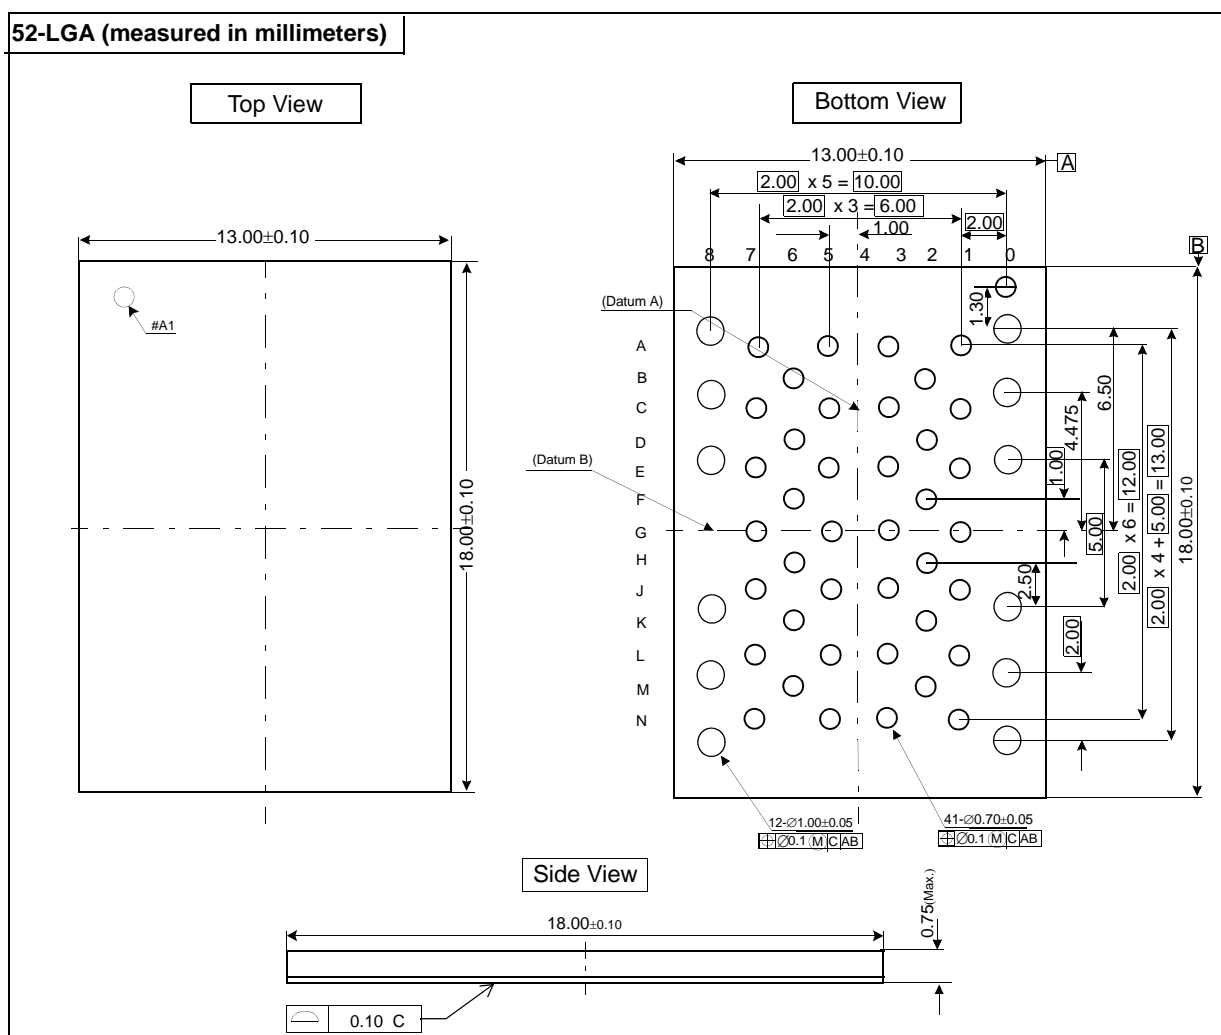 52-LGA (measured in millimeters)
Top View
Bottom View
13.00±0.10
A
2.00 x 5 = 10.00
2.00 x 3 = 6.00
1.00
2.00
B
8 7 6 5 4 3 2 1 0
13.00±0.10
#A1
18.00±0.10
(Datum A)
(Datum B)
A
B
C
D
E
F
G
H
J
K
L
M
N
1.30
6.50
4.475
1.00
5.00
2.50
2.00
2.00 x 6 = 12.00
2.00 x 4 + 5.00 = 13.00
18.00±0.10
12-∅1.00±0.05
⌖ ∅0.1 Ⓜ C AB
41-∅0.70±0.05
⌖ ∅0.1 Ⓜ C AB
Side View
18.00±0.10
0.75(Max.)
0.10 C